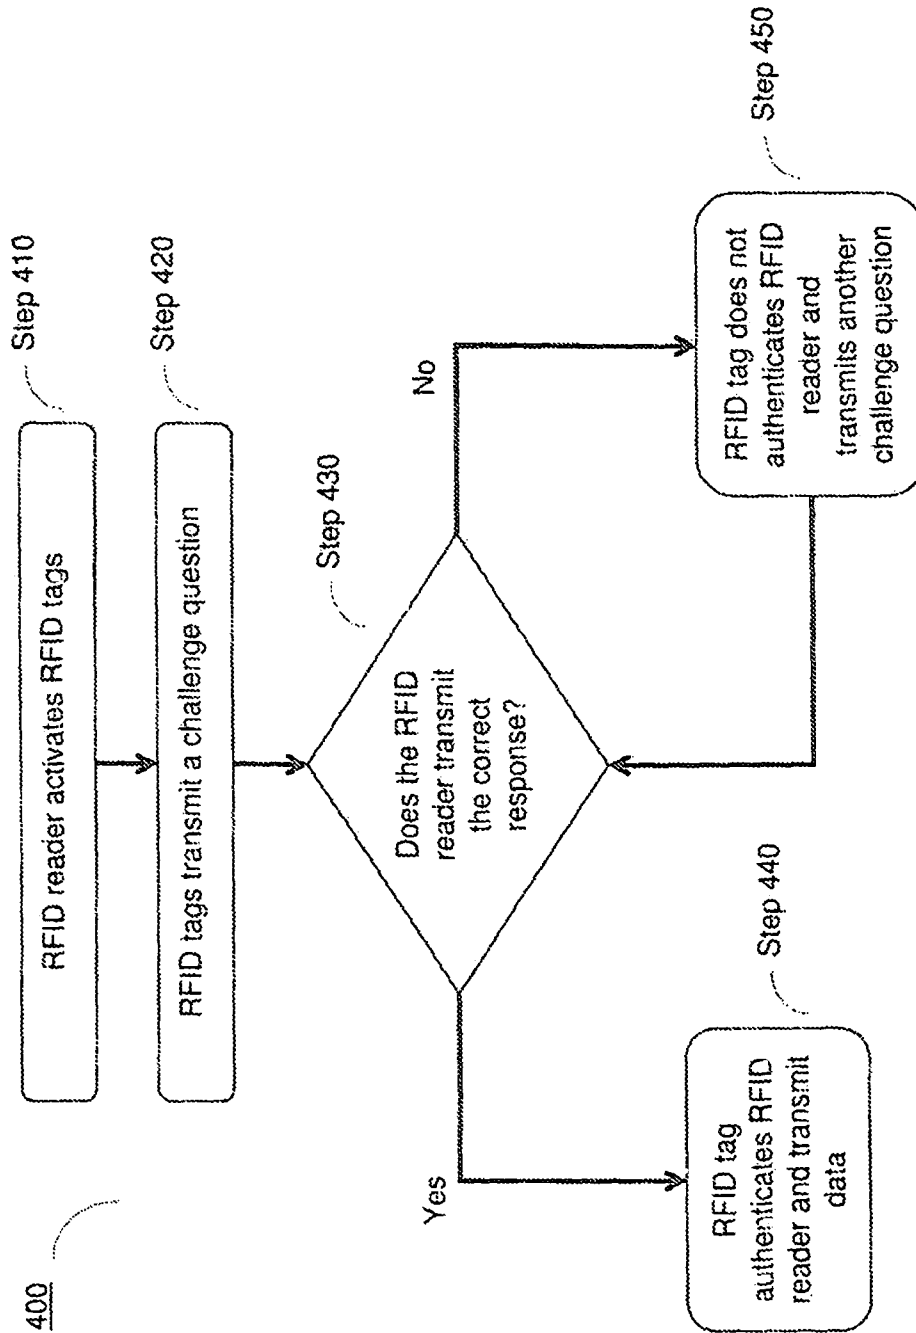 400
RFID reader activates RFID tags
Step 410
RFID tags transmit a challenge question
Step 420
Does the RFID
reader transmit
the correct
response?
Step 430
Yes
No
RFID tag
authenticates RFID
reader and transmit
data
Step 440
RFID tag does not
authenticates RFID
reader and
transmits another
challenge question
Step 450